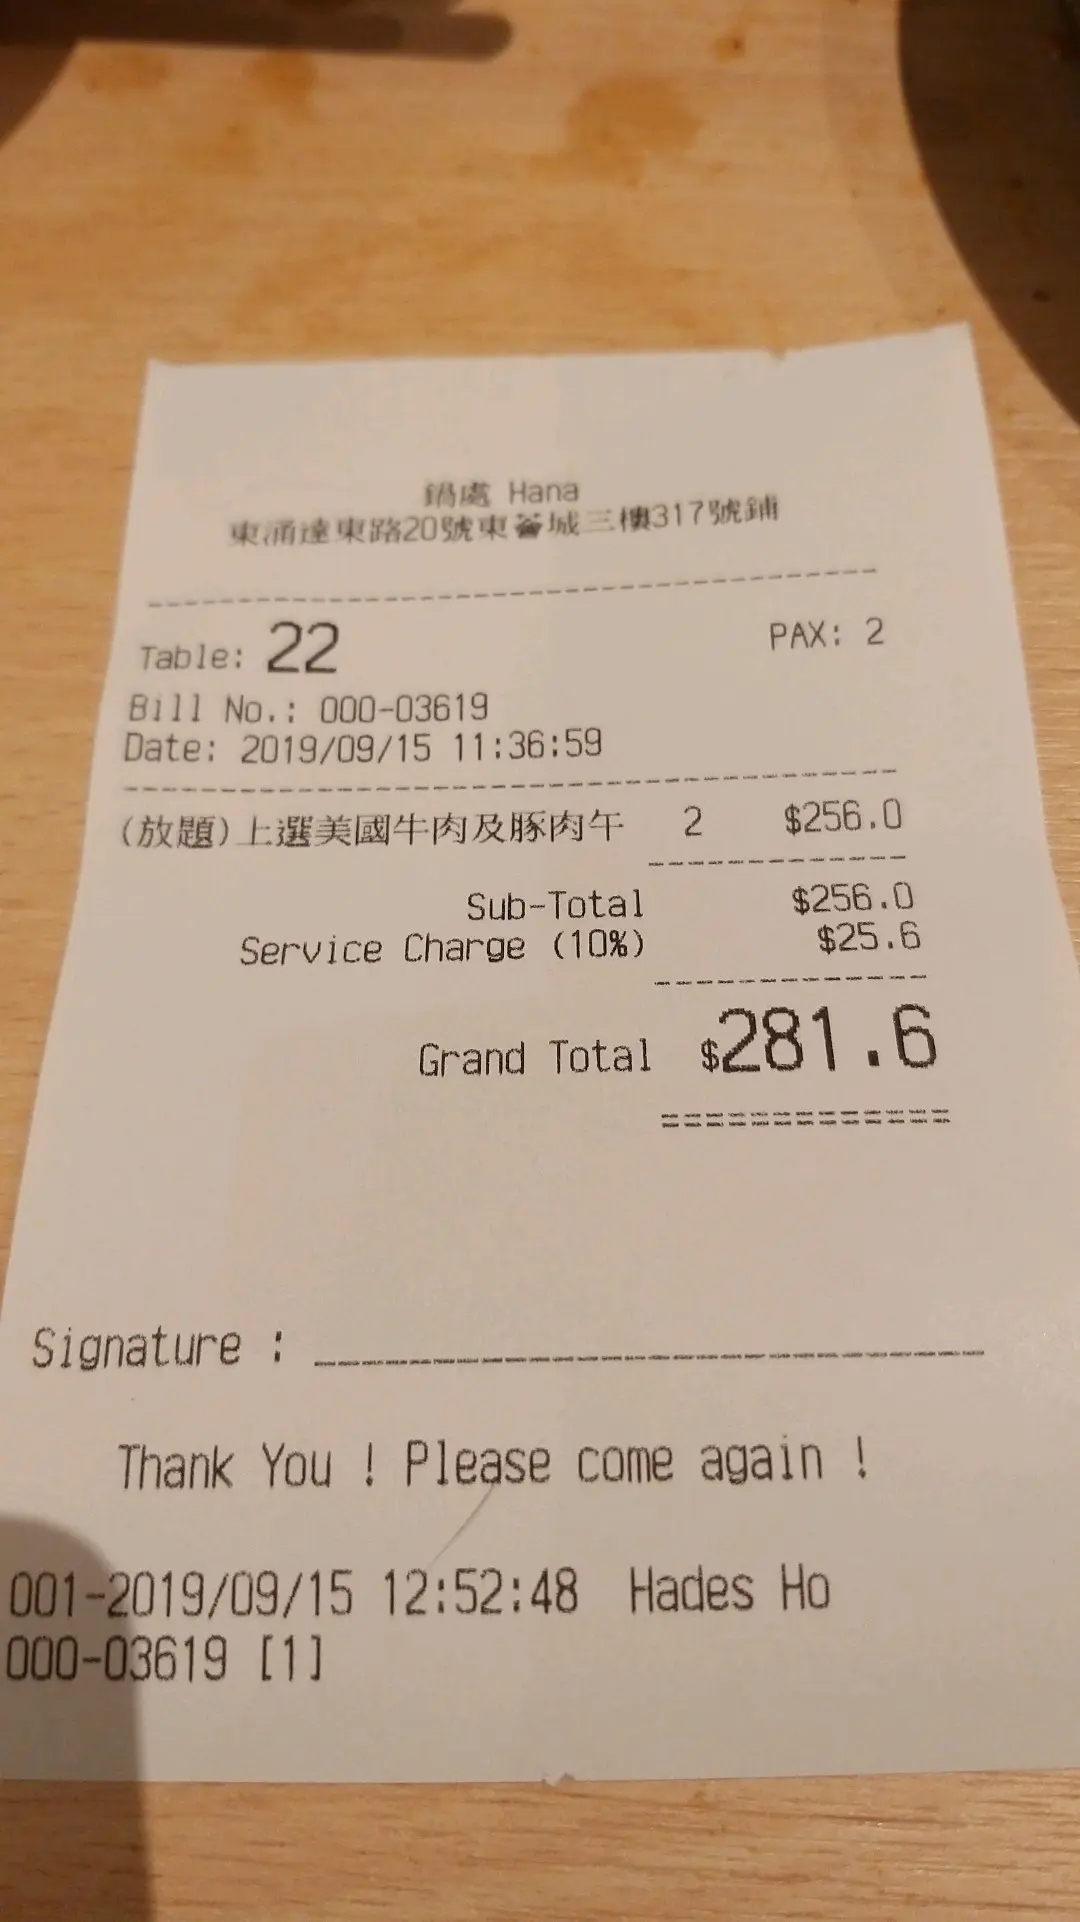 鍋處 Hana
東涌達東路20號東薈城三樓317號鋪
Table: 22 PAX: 2
Bill No.: 000-03619
Date: 2019/09/15 11:36:59
(放題)上選美國牛肉及豚肉午 2 $256.0
Sub-Total $256.0
Service Charge (10%) $25.6
Grand Total $281.6
Signature :
Thank You ! Please come again !
001-2019/09/15 12:52:48 Hades Ho
000-03619 [1]